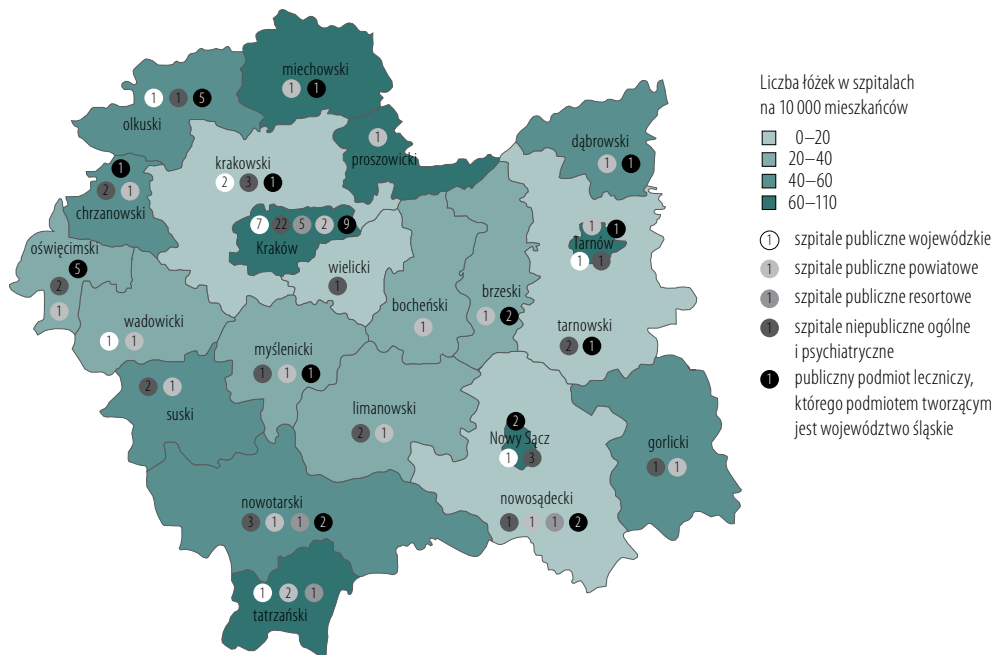 miechowski
1 1
1 1 5
olkuski
1
proszowicki
dąbrowski
1 1
krakowski
2 3 1
1
2 1
chrzanowski
7 22 5 2 9
Kraków
1 1
Tarnów
1 1
oświęcimski
5
2
1
wielicki
1
wadowicki
1 1
bocheński
1
brzeski
1 2
tarnowski
2 1
myślenicki
1 1 1
2 1
suski
limanowski
2 1
2
Nowy Sącz
1 3
gorlicki
1 1
nowotarski
3 1 1 2
nowosądecki
1 1 1 2
1 2 1
tatrzański
Liczba łóżek w szpitalach
na 10 000 mieszkańców
0–20
20–40
40–60
60–110
1 szpitale publiczne wojewódzkie
1 szpitale publiczne powiatowe
1 szpitale publiczne resortowe
1 szpitale niepubliczne ogólne
i psychiatryczne
1 publiczny podmiot leczniczy,
którego podmiotem tworzącym
jest województwo śląskie